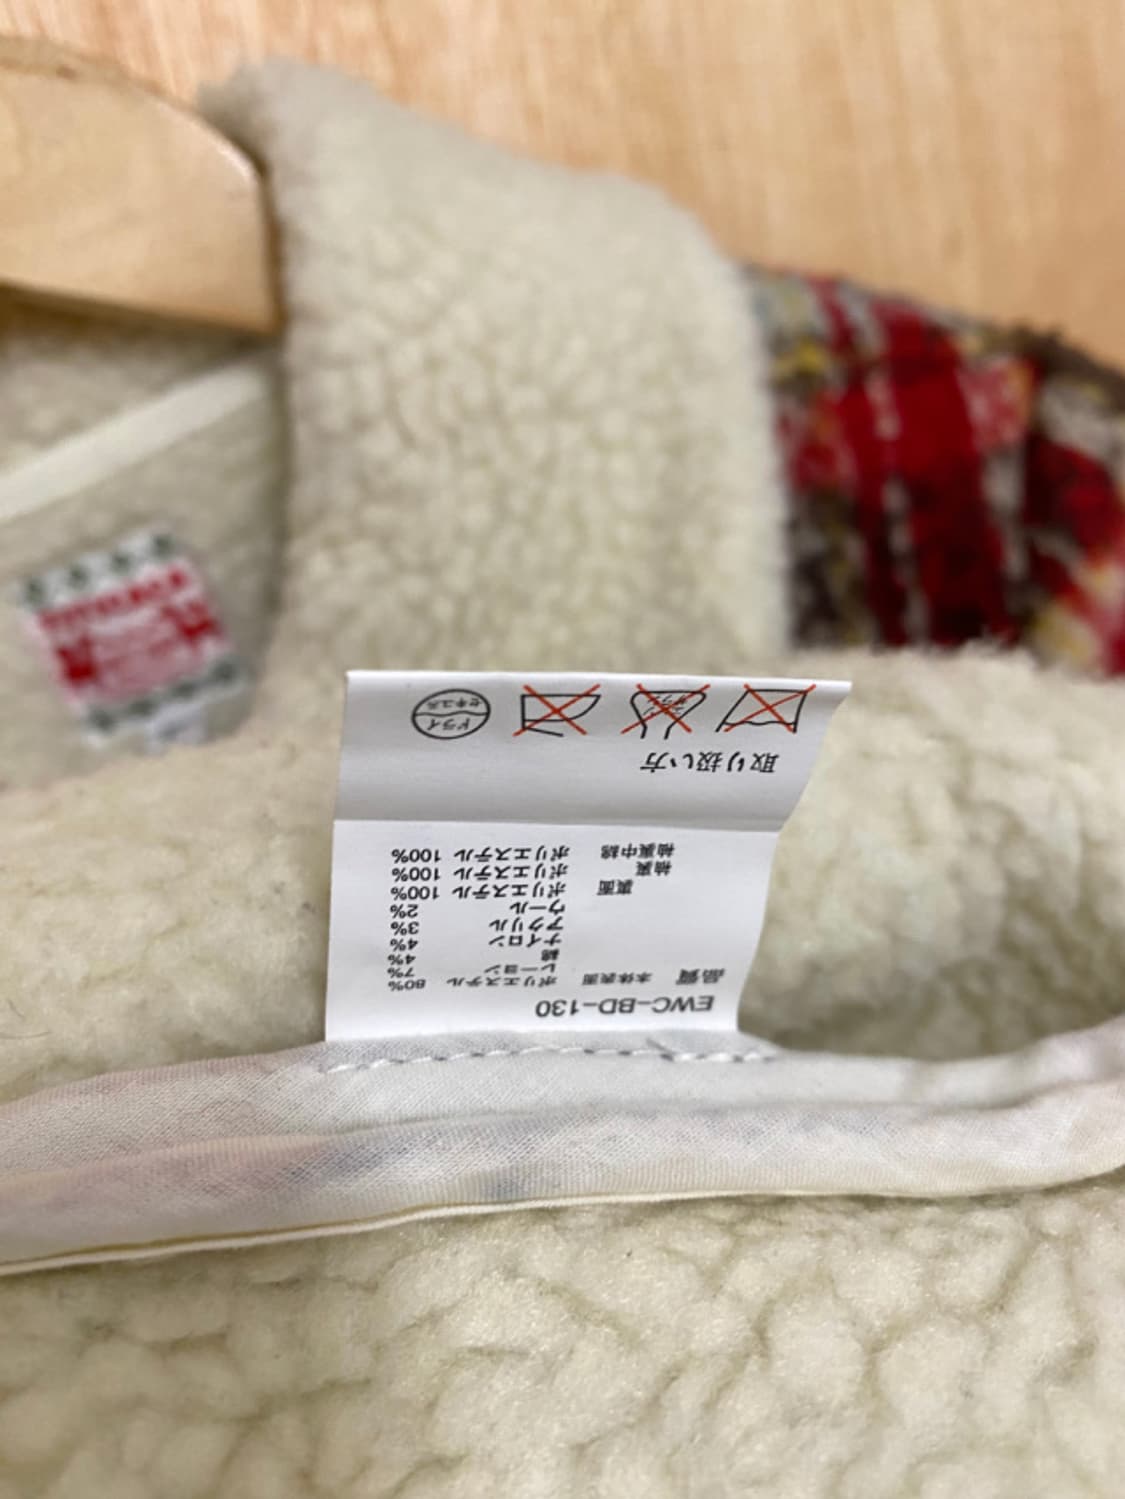 EWC-BD-130
品質 本体表面 ポリエステル 80%
レーヨン 7%
綿 4%
ナイロン 4%
アクリル 3%
ウール 2%
裏面 ポリエステル 100%
袖裏 ポリエステル 100%
袖裏中綿 ポリエステル 100%
取り扱い方
ドライ
セキユ系